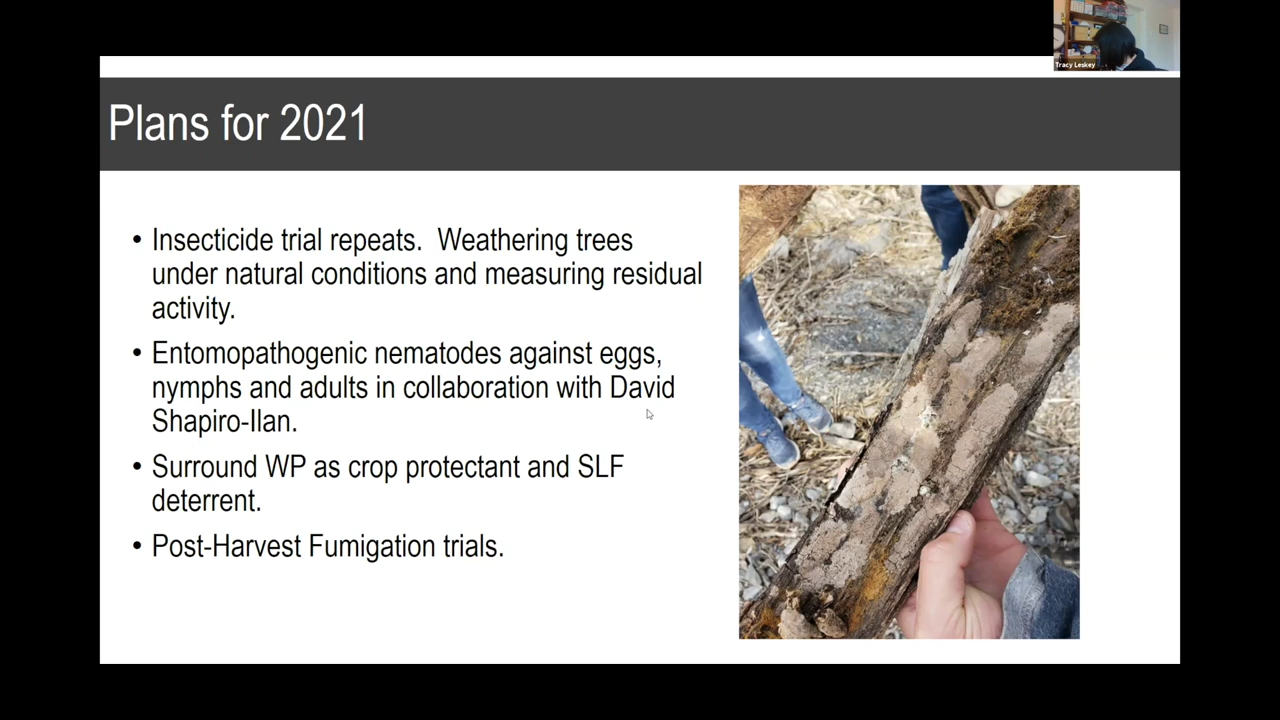 Tracy Leskey
Plans for 2021
• Insecticide trial repeats.  Weathering trees
under natural conditions and measuring residual
activity.
• Entomopathogenic nematodes against eggs,
nymphs and adults in collaboration with David
Shapiro-Ilan.
• Surround WP as crop protectant and SLF
deterrent.
• Post-Harvest Fumigation trials.